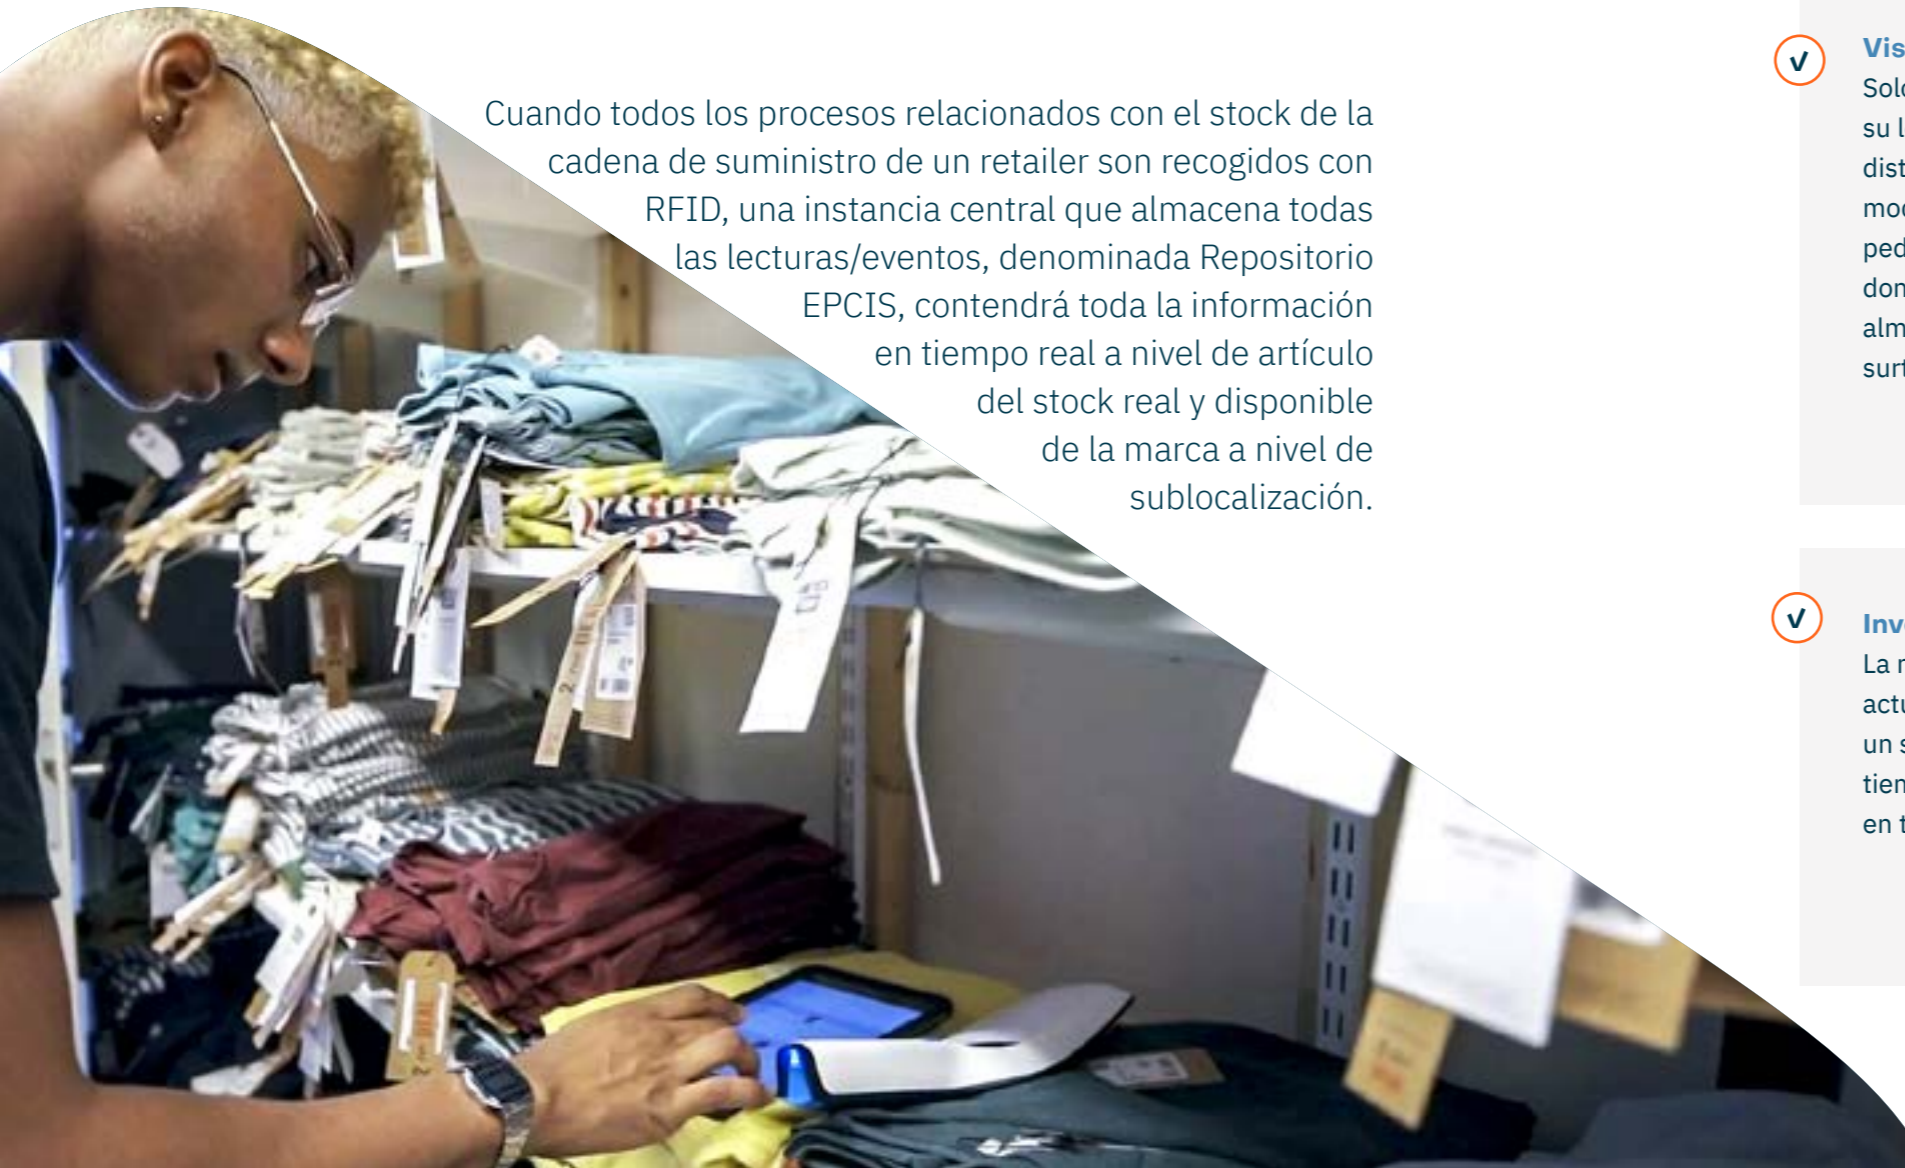 Cuando todos los procesos relacionados con el stock de la
cadena de suministro de un retailer son recogidos con
RFID, una instancia central que almacena todas
las lecturas/eventos, denominada Repositorio
EPCIS, contendrá toda la información
en tiempo real a nivel de artículo
del stock real y disponible
de la marca a nivel de
sublocalización.
Vis
Solo
su l
dist
mod
ped
don
alm
surt
Inv
La r
actu
un s
tien
en t